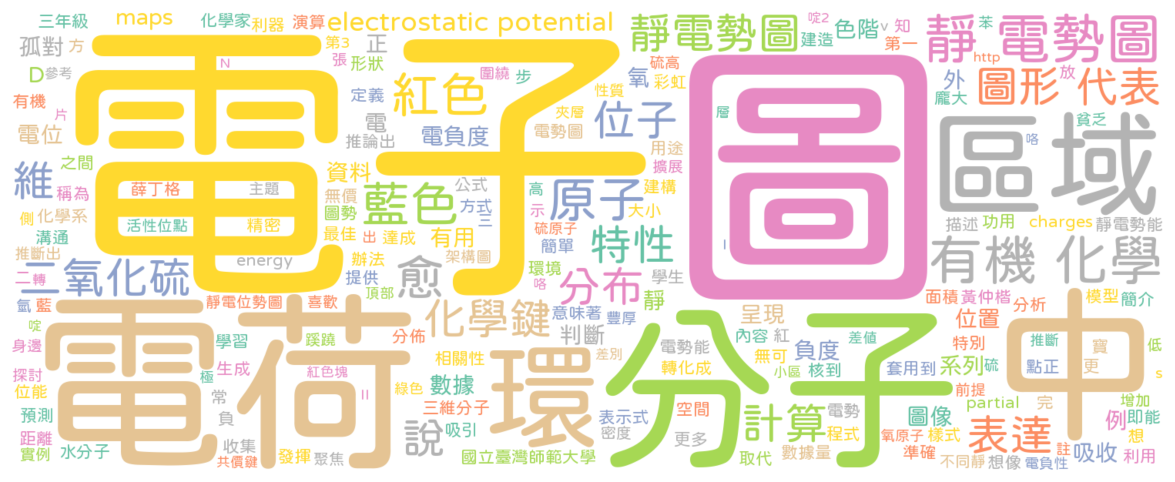 三年級 maps 化學家 利器 演算 electrostatic potential 靜電勢圖 啶2 色階 v 知 靜 苯 電勢圖
孤對 方 第3 正 張 形狀 圍繞 步 硫高 氧 彩虹 建造 第一 http 放
D 參考 N 紅色 性質 外 龐大 圖形 代表
有機 片 定義 電 電負度 夾層 電勢圖 位子 層 貧乏
電位 電子 圖 推論出 用途 擴展 區域 咯
之間 資料 公式 高 原子 建構
維 稱為 薛丁格 主題 無價 藍色 方式 三 示 大小
側 化學系 活性位點 精密 圖勢 硫原子 描述 功用 charges 靜電勢能
溝通 最佳 出 達成 有用 簡單 特性 I
推斷出 energy 辦法 架構圖 環境 有機 化學
二轉 二氧化硫 提供 愈 咯 分布 學生
氬 藍 靜電位勢圖 喜歡 頂部 意味著 豐厚 靜 面積 黃仲楷 分析 模型 簡介
啶 蹊蹺 分佈 化學鍵 判斷 呈現 位置
身邊 電荷 學習 差別 電勢能 內容 紅 差值 特別 中 推斷 寶 低
探討 極 生成 紅色塊 相關性 環 轉化成 無可 負度 核到 套用到 系列 硫 點正 更
位能 常 II 綠色 數據 分子 小區 前提 s
預測 負 三維分子 表示式 空間 電勢 圖像 partial 完 增加
距離 說 吸引 密度 計算 例 即能
實例 水分子 收集 發揮 更多 程式 氧原子 樣式 表達 註 想
共價鍵 聚焦 國立臺灣師範大學 取代 數據量 準確 不同靜 想像 電負性 吸收 利用